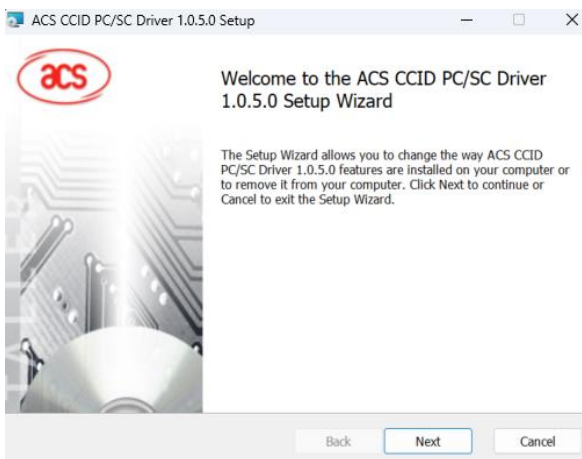 ACS CCID PC/SC Driver 1.0.5.0 Setup
acs
Welcome to the ACS CCID PC/SC Driver
1.0.5.0 Setup Wizard
The Setup Wizard allows you to change the way ACS CCID
PC/SC Driver 1.0.5.0 features are installed on your computer or
to remove it from your computer. Click Next to continue or
Cancel to exit the Setup Wizard.
Back
Next
Cancel